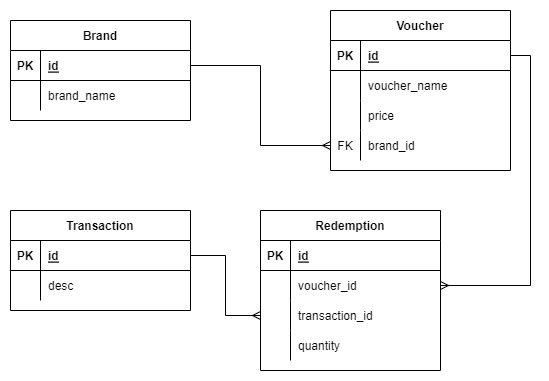 Brand
PK id
brand_name
Voucher
PK id
voucher_name
price
FK brand_id
Transaction
PK id
desc
Redemption
PK id
voucher_id
transaction_id
quantity